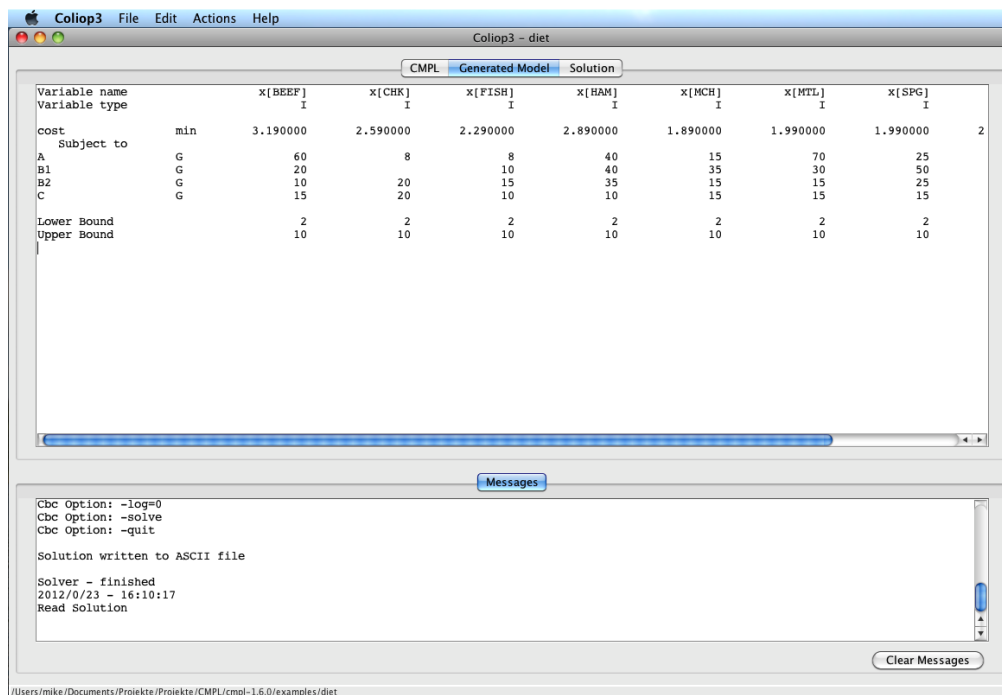 Coliop3 File Edit Actions Help
Coliop3 – diet
CMPL Generated Model Solution
Variable name x[BEEF] x[CHK] x[FISH] x[HAM] x[MCH] x[MTL] x[SPG]
Variable type I I I I I I I
cost min 3.190000 2.590000 2.290000 2.890000 1.890000 1.990000 1.990000 2
Subject to
A G 60 8 8 40 15 70 25
B1 G 20 10 40 35 30 50
B2 G 10 20 15 35 15 15 25
C G 15 20 10 10 15 15 15
Lower Bound 2 2 2 2 2 2 2
Upper Bound 10 10 10 10 10 10 10
Messages
Cbc Option: -log=0
Cbc Option: -solve
Cbc Option: -quit
Solution written to ASCII file
Solver - finished
2012/0/23 - 16:10:17
Read Solution
Clear Messages
/Users/mike/Documents/Projekte/Projekte/CMPL/cmpl-1.6.0/examples/diet